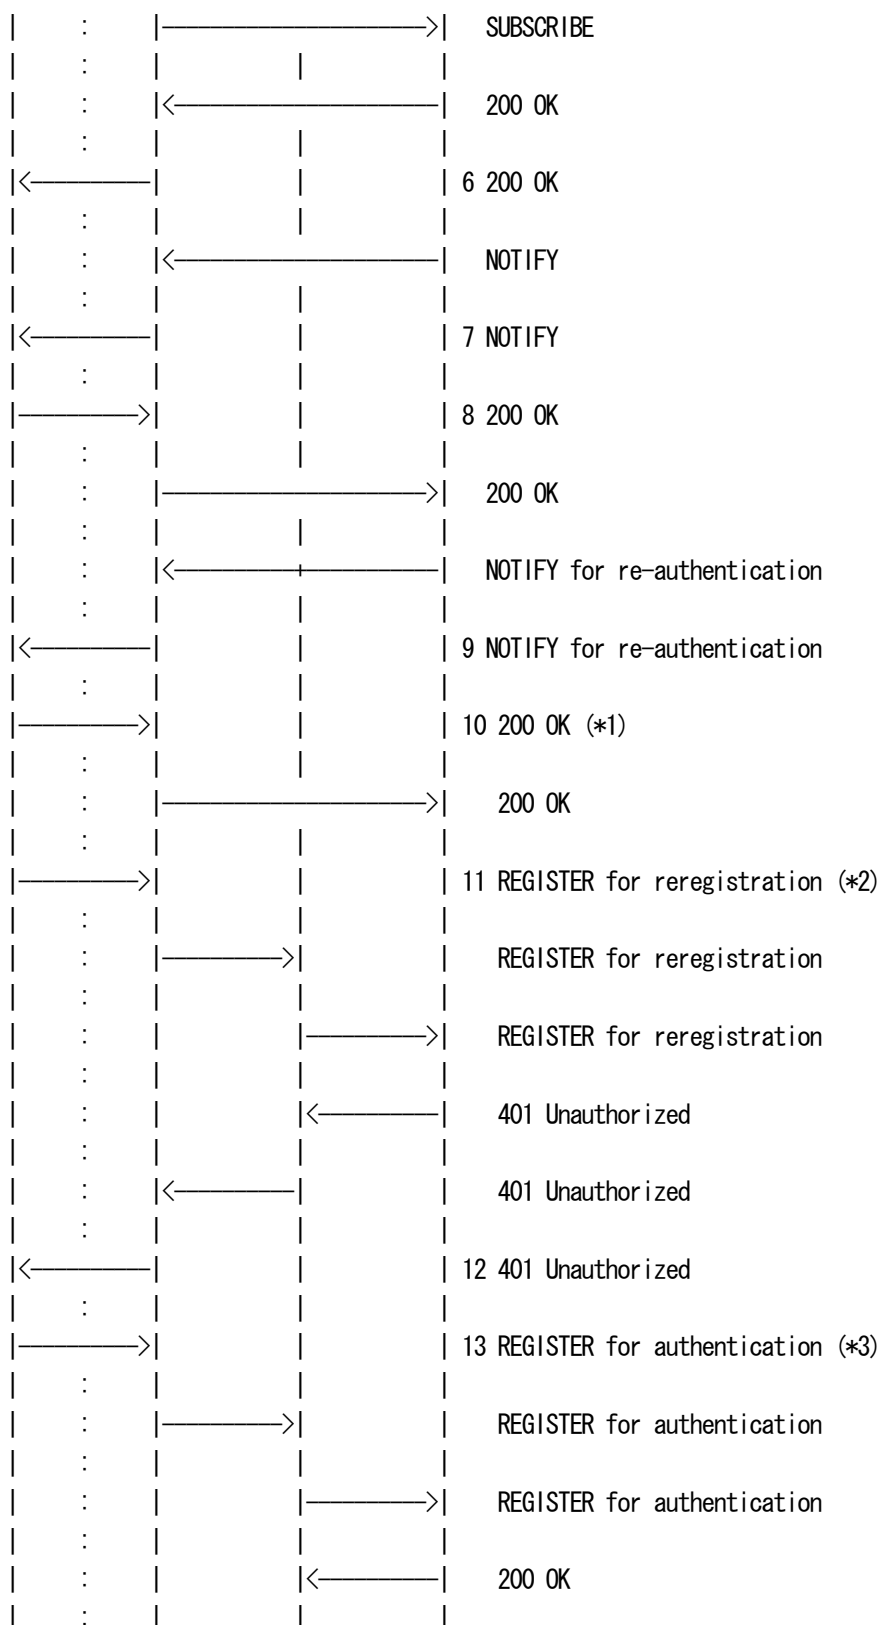 SUBSCRIBE
200 OK
6 200 OK
NOTIFY
7 NOTIFY
8 200 OK
200 OK
NOTIFY for re-authentication
9 NOTIFY for re-authentication
10 200 OK (*1)
200 OK
11 REGISTER for reregistration (*2)
REGISTER for reregistration
REGISTER for reregistration
401 Unauthorized
401 Unauthorized
12 401 Unauthorized
13 REGISTER for authentication (*3)
REGISTER for authentication
REGISTER for authentication
200 OK